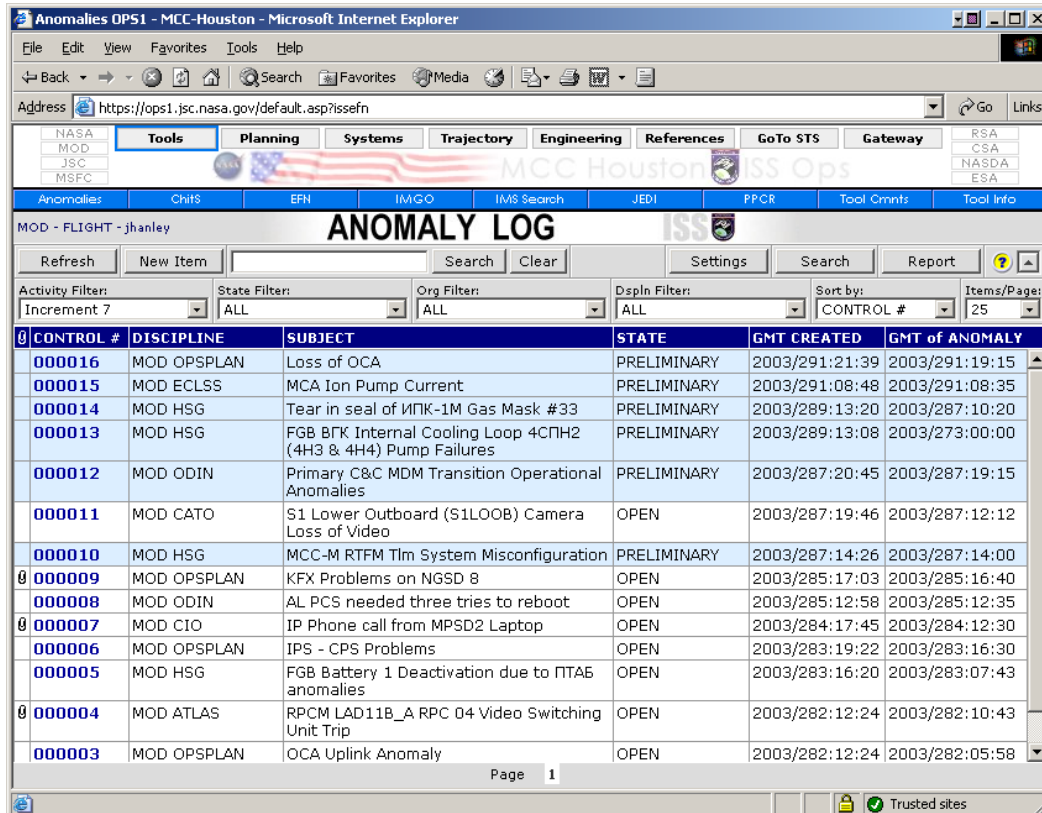 Anomalies OPS1 - MCC-Houston - Microsoft Internet Explorer
File Edit View Favorites Tools Help
Back Search Favorites Media
Address https://ops1.jsc.nasa.gov/default.asp?issefn Go Links
NASA
MOD
JSC
MSFC
Tools Planning Systems Trajectory Engineering References GoTo STS Gateway
RSA
CSA
NASDA
ESA
MCC Houston ISS Ops
Anomalies ChitS EFN IMGO IMS Search JEDI PPCR Tool Cmnts Tool Info
MOD - FLIGHT - jhanley ANOMALY LOG ISS
Refresh New Item Search Clear Settings Search Report ?
Activity Filter: State Filter: Org Filter: Dspln Filter: Sort by: Items/Page:
Increment 7 ALL ALL ALL CONTROL # 25
CONTROL # DISCIPLINE SUBJECT STATE GMT CREATED GMT of ANOMALY
000016 MOD OPSPLAN Loss of OCA PRELIMINARY 2003/291:21:39 2003/291:19:15
000015 MOD ECLSS MCA Ion Pump Current PRELIMINARY 2003/291:08:48 2003/291:08:35
000014 MOD HSG Tear in seal of ИПК-1М Gas Mask #33 PRELIMINARY 2003/289:13:20 2003/287:10:20
000013 MOD HSG FGB ВГК Internal Cooling Loop 4СПН2 PRELIMINARY 2003/289:13:08 2003/273:00:00
(4Н3 & 4Н4) Pump Failures
000012 MOD ODIN Primary C&C MDM Transition Operational PRELIMINARY 2003/287:20:45 2003/287:19:15
Anomalies
000011 MOD CATO S1 Lower Outboard (S1LOOB) Camera OPEN 2003/287:19:46 2003/287:12:12
Loss of Video
000010 MOD HSG MCC-M RTFM Tlm System Misconfiguration PRELIMINARY 2003/287:14:26 2003/287:14:00
000009 MOD OPSPLAN KFX Problems on NGSD 8 OPEN 2003/285:17:03 2003/285:16:40
000008 MOD ODIN AL PCS needed three tries to reboot OPEN 2003/285:12:58 2003/285:12:35
000007 MOD CIO IP Phone call from MPSD2 Laptop OPEN 2003/284:17:45 2003/284:12:30
000006 MOD OPSPLAN IPS - CPS Problems OPEN 2003/283:19:22 2003/283:16:30
000005 MOD HSG FGB Battery 1 Deactivation due to ПТАБ OPEN 2003/283:16:20 2003/283:07:43
anomalies
000004 MOD ATLAS RPCM LAD11B_A RPC 04 Video Switching OPEN 2003/282:12:24 2003/282:10:43
Unit Trip
000003 MOD OPSPLAN OCA Uplink Anomaly OPEN 2003/282:12:24 2003/282:05:58
Page 1
Trusted sites